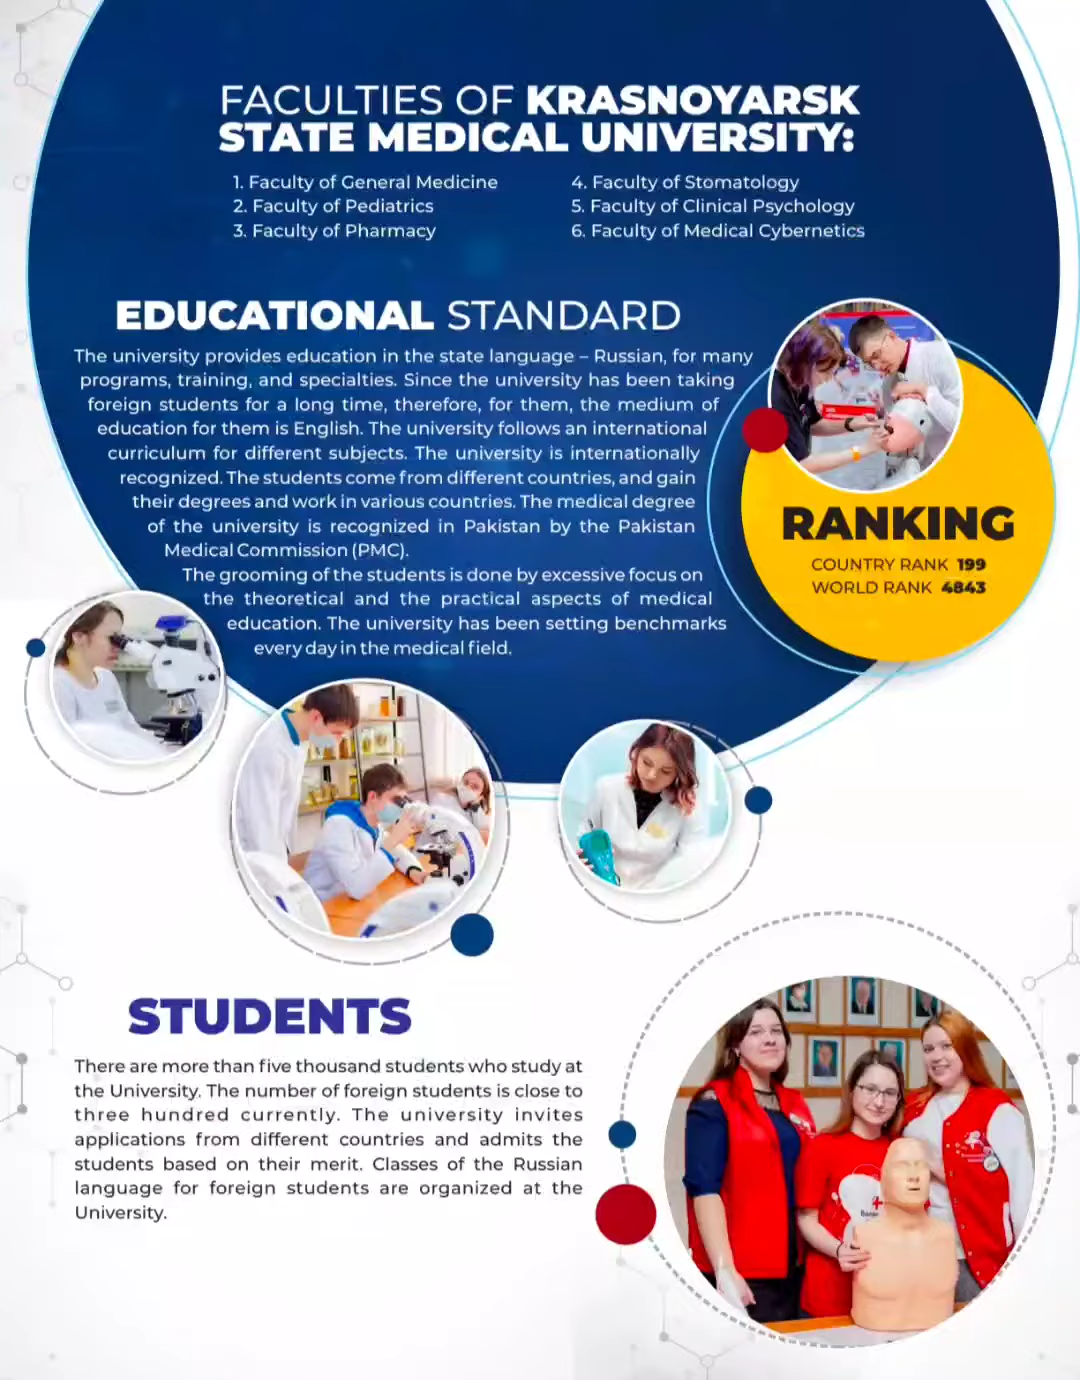 FACULTIES OF KRASNOYARSK
STATE MEDICAL UNIVERSITY:
1. Faculty of General Medicine
2. Faculty of Pediatrics
3. Faculty of Pharmacy
4. Faculty of Stomatology
5. Faculty of Clinical Psychology
6. Faculty of Medical Cybernetics
EDUCATIONAL STANDARD
The university provides education in the state language – Russian, for many
programs, training, and specialties. Since the university has been taking
foreign students for a long time, therefore, for them, the medium of
education for them is English. The university follows an international
curriculum for different subjects. The university is internationally
recognized. The students come from different countries, and gain
their degrees and work in various countries. The medical degree
of the university is recognized in Pakistan by the Pakistan
Medical Commission (PMC).
The grooming of the students is done by excessive focus on
the theoretical and the practical aspects of medical
education. The university has been setting benchmarks
every day in the medical field.
RANKING
COUNTRY RANK 199
WORLD RANK 4843
STUDENTS
There are more than five thousand students who study at
the University. The number of foreign students is close to
three hundred currently. The university invites
applications from different countries and admits the
students based on their merit. Classes of the Russian
language for foreign students are organized at the
University.